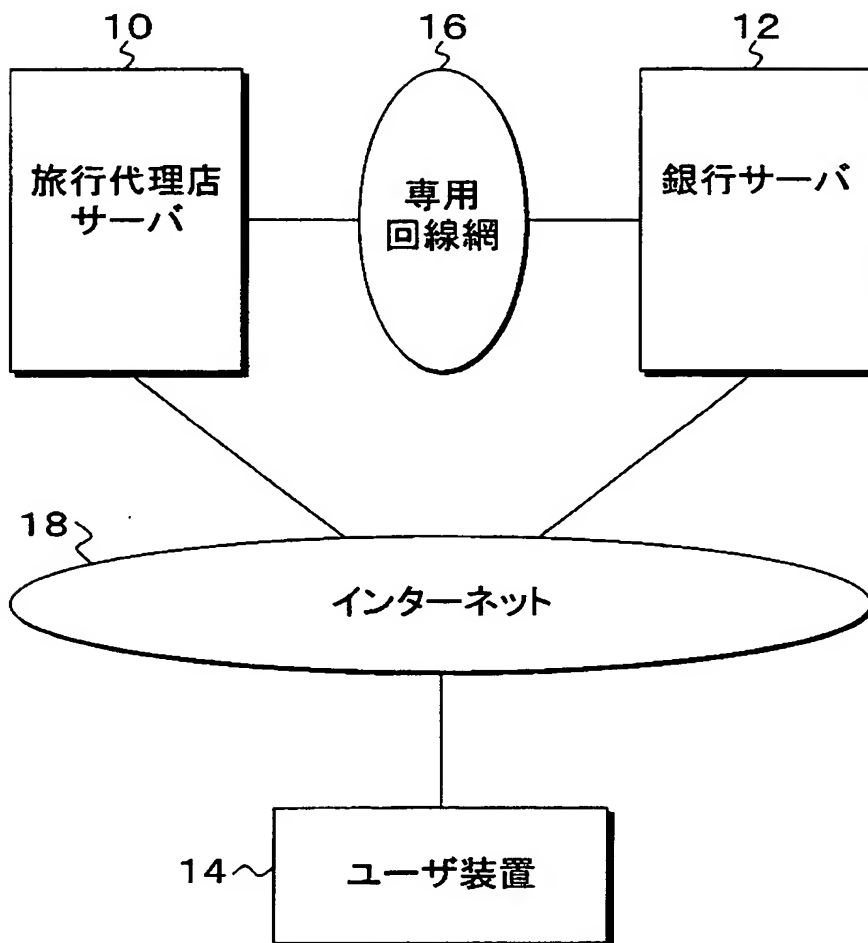 10
16
12
旅行代理店
サーバ
専用
回線網
銀行サーバ
18
インターネット
14
ユーザ装置